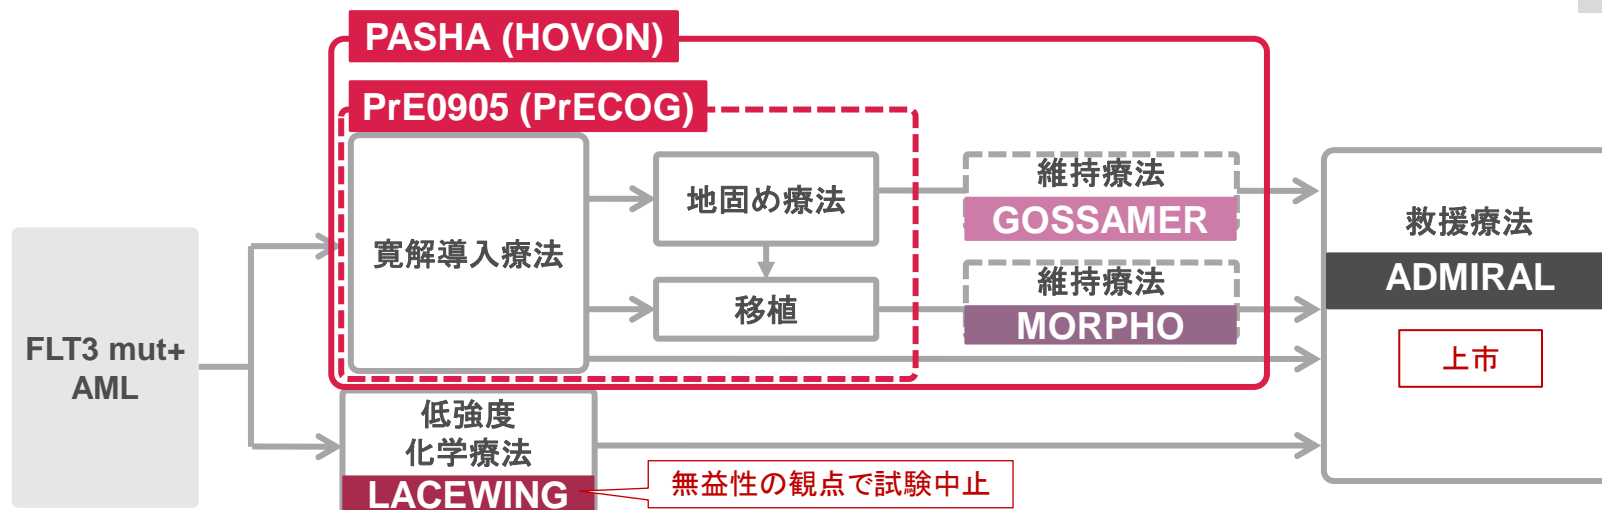 PASHA (HOVON)
PrE0905 (PrECOG)
寛解導入療法
地固め療法
移植
維持療法
GOSSAMER
維持療法
MORPHO
救援療法
ADMIRAL
上市
FLT3 mut+
AML
低強度
化学療法
LACEWING
無益性の観点で試験中止